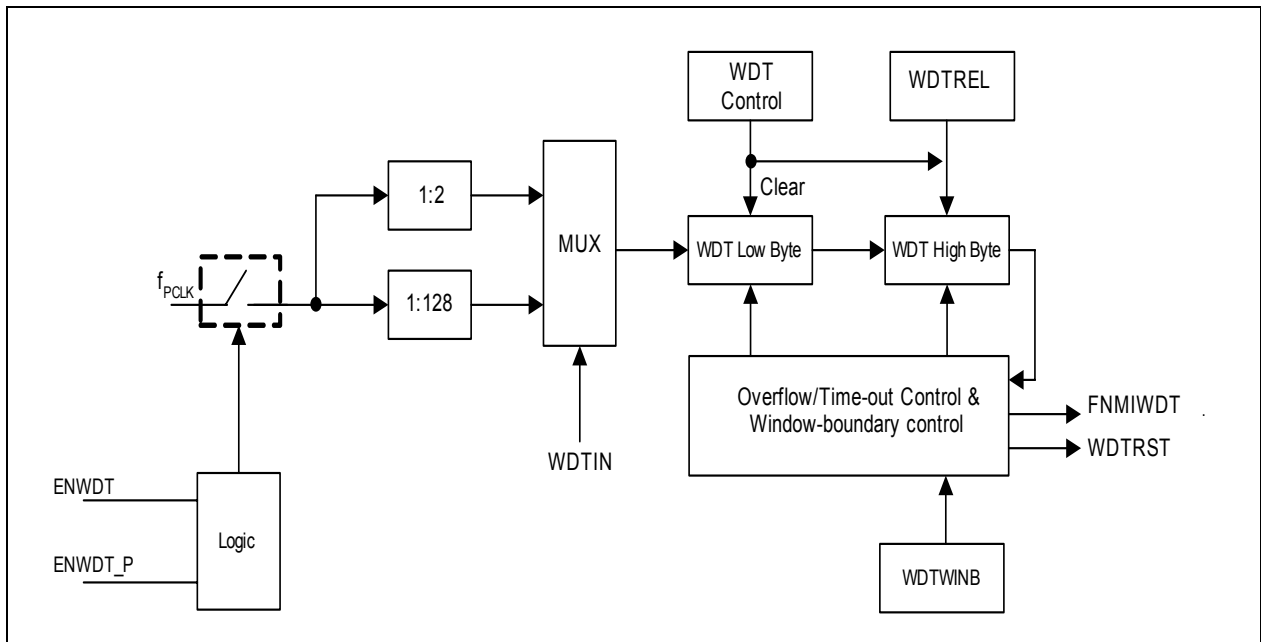 WDT
Control
WDTREL
1:2
Clear
MUX
WDT Low Byte
WDT High Byte
fPCLK
1:128
Overflow/Time-out Control &
Window-boundary control
FNMIWDT .
WDTRST
WDTIN
ENWDT
Logic
ENWDT_P
WDTWINB